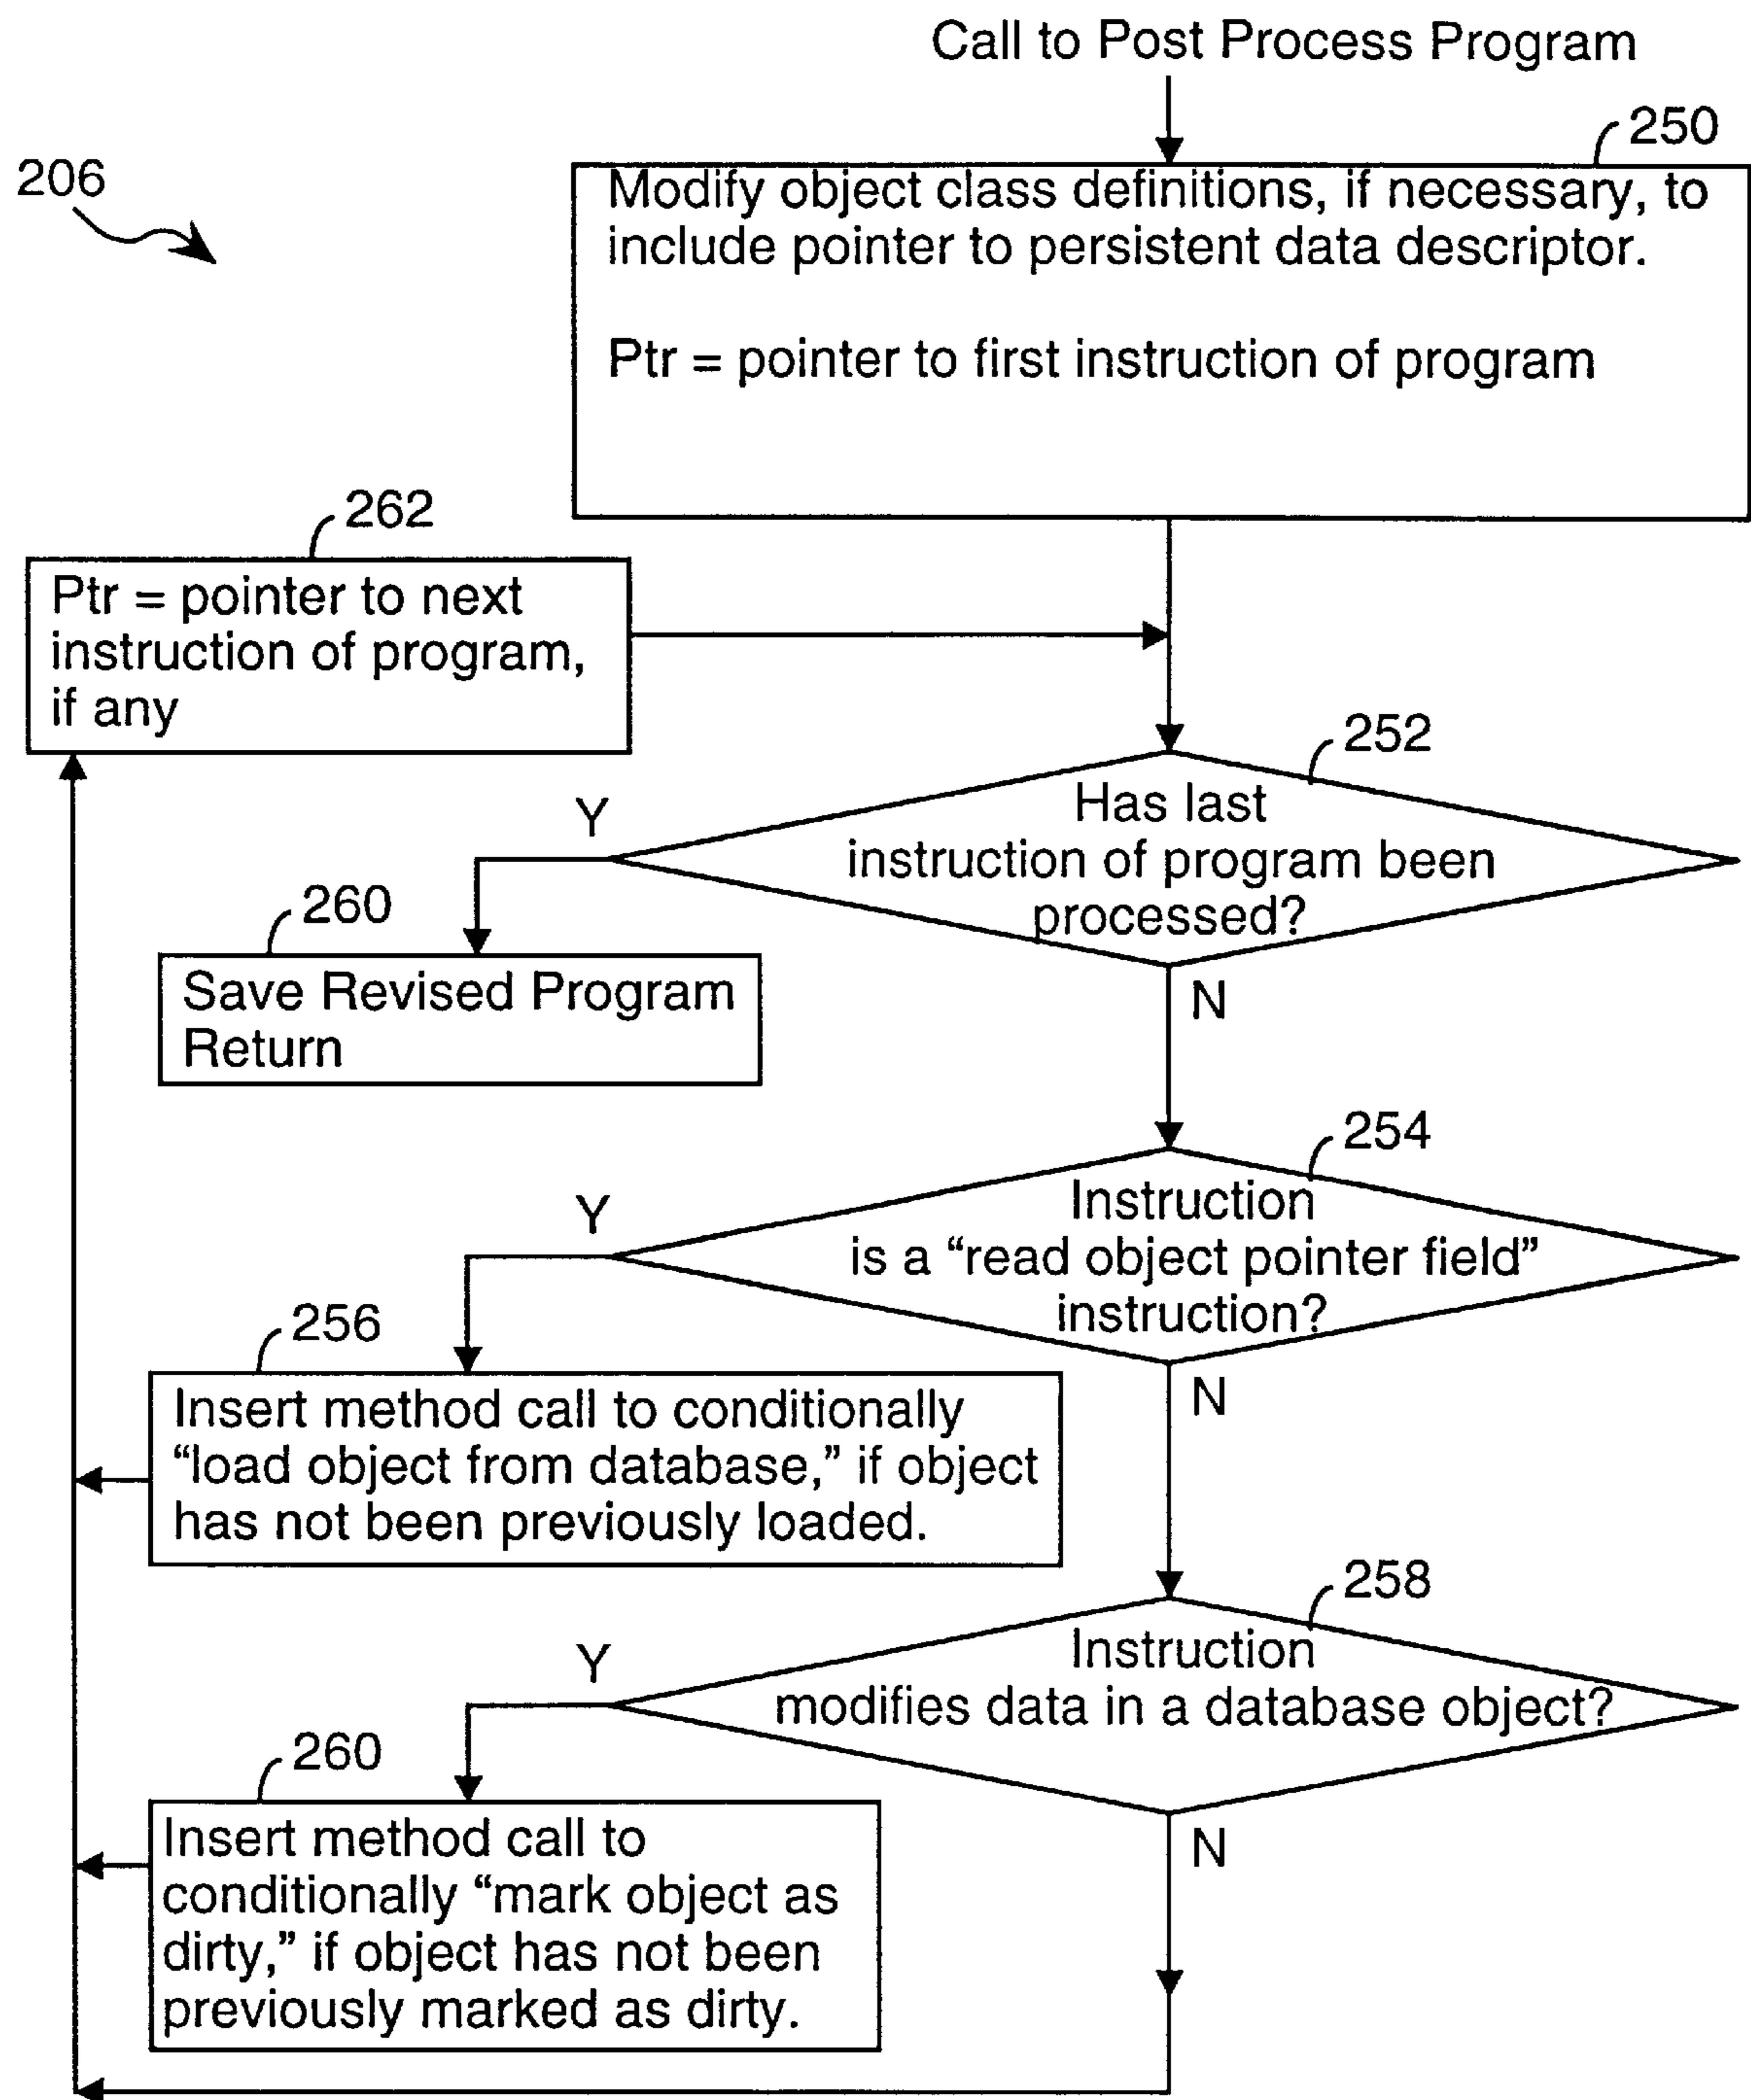 Call to Post Process Program
250
206
Modify object class definitions, if necessary, to
include pointer to persistent data descriptor.
Ptr = pointer to first instruction of program
262
Ptr = pointer to next
instruction of program,
if any
252
Has last
instruction of program been
processed?
Y
N
260
Save Revised Program
Return
254
Instruction
is a “read object pointer field”
instruction?
Y
N
256
Insert method call to conditionally
“load object from database,” if object
has not been previously loaded.
258
Instruction
modifies data in a database object?
Y
N
260
Insert method call to
conditionally “mark object as
dirty,” if object has not been
previously marked as dirty.